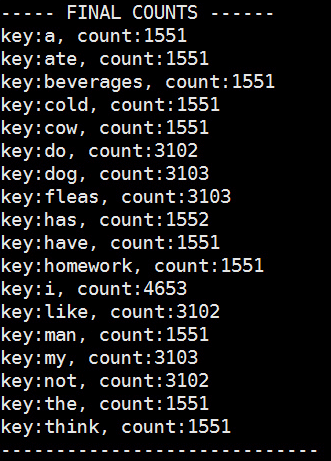 ----- FINAL COUNTS ------
key:a, count:1551
key:ate, count:1551
key:beverages, count:1551
key:cold, count:1551
key:cow, count:1551
key:do, count:3102
key:dog, count:3103
key:fleas, count:3103
key:has, count:1552
key:have, count:1551
key:homework, count:1551
key:i, count:4653
key:like, count:3102
key:man, count:1551
key:my, count:3103
key:not, count:3102
key:the, count:1551
key:think, count:1551
-----------------------------